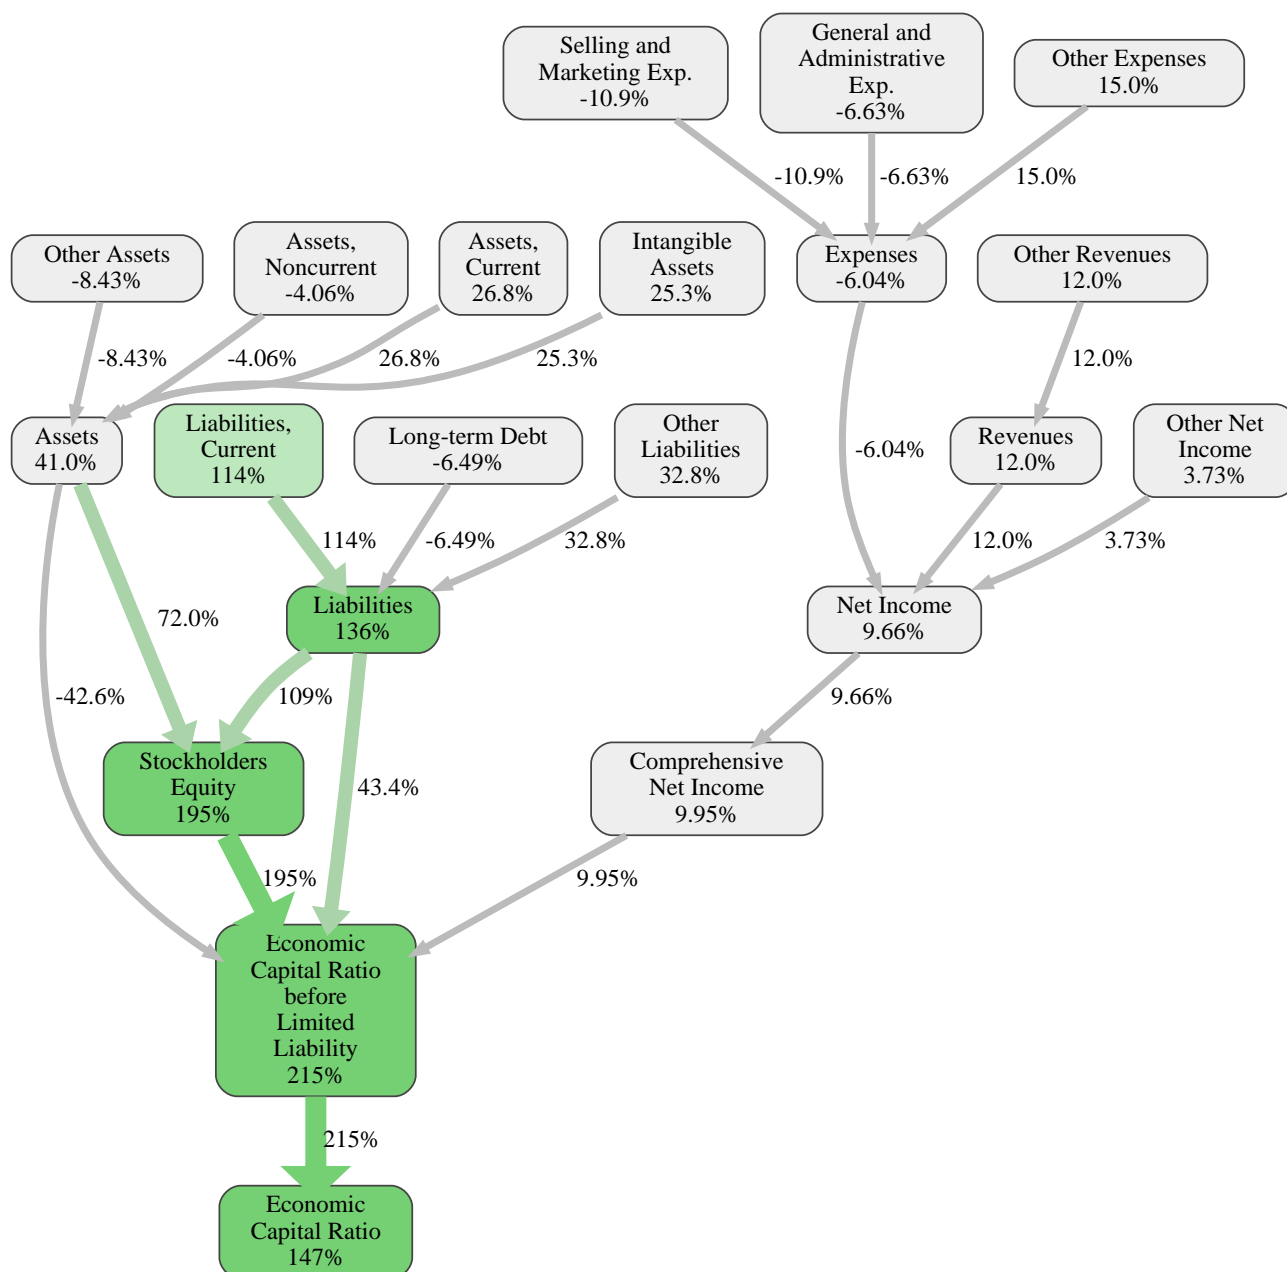 Selling and
Marketing Exp.
-10.9%
General and
Administrative
Exp.
-6.63%
Other Expenses
15.0%
-10.9%
-6.63%
15.0%
Other Assets
-8.43%
Assets,
Noncurrent
-4.06%
Assets,
Current
26.8%
Intangible
Assets
25.3%
Expenses
-6.04%
Other Revenues
12.0%
-8.43%
-4.06%
26.8%
25.3%
12.0%
Assets
41.0%
Liabilities,
Current
114%
Long-term Debt
-6.49%
Other
Liabilities
32.8%
-6.04%
Revenues
12.0%
Other Net
Income
3.73%
114%
-6.49%
32.8%
12.0%
3.73%
72.0%
Liabilities
136%
Net Income
9.66%
-42.6%
109%
9.66%
Stockholders
Equity
195%
43.4%
Comprehensive
Net Income
9.95%
195%
9.95%
Economic
Capital Ratio
before
Limited
Liability
215%
215%
Economic
Capital Ratio
147%